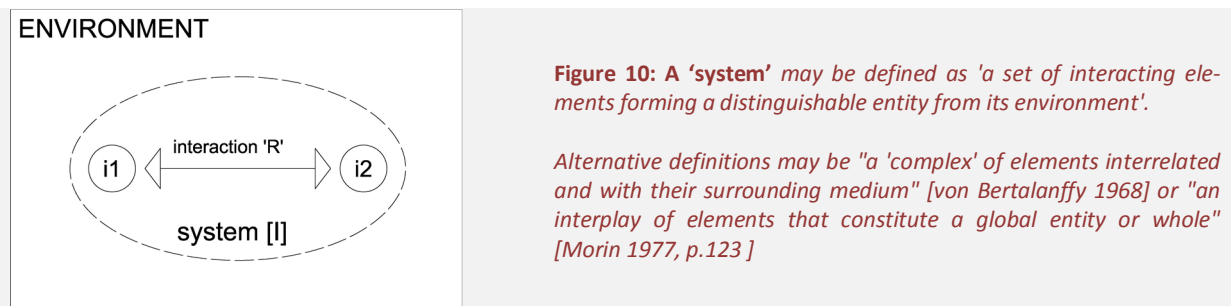 ENVIRONMENT
interaction 'R'
i1
i2
system [I]
Figure 10: A ‘system’ may be defined as 'a set of interacting ele-
ments forming a distinguishable entity from its environment'.
Alternative definitions may be "a 'complex' of elements interrelated
and with their surrounding medium" [von Bertalanffy 1968] or "an
interplay of elements that constitute a global entity or whole"
[Morin 1977, p.123 ]